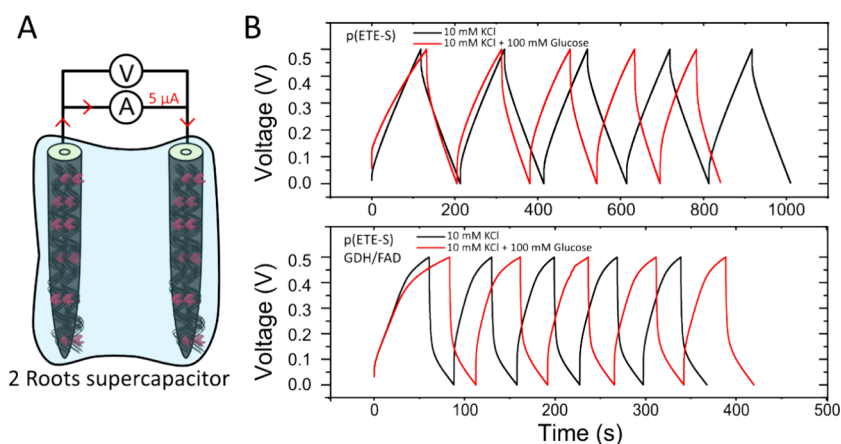 A
V
A
5 µA
2 Roots supercapacitor
B
p(ETE-S)
10 mM KCl
10 mM KCl + 100 mM Glucose
Voltage (V)
0.5
0.4
0.3
0.2
0.1
0.0
0 200 400 600 800 1000
p(ETE-S)
GDH/FAD
10 mM KCl
10 mM KCl + 100 mM Glucose
Voltage (V)
0.5
0.4
0.3
0.2
0.1
0.0
0 100 200 300 400 500
Time (s)